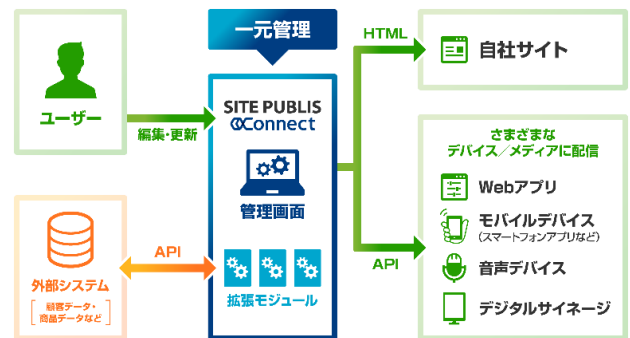 一元管理
ユーザー
編集・更新
SITE PUBLIS
Connect
管理画面
拡張モジュール
外部システム
顧客データ・
商品データなど
API
HTML
自社サイト
API
さまざまな
デバイス／メディアに配信
Webアプリ
モバイルデバイス
（スマートフォンアプリなど）
音声デバイス
デジタルサイネージ